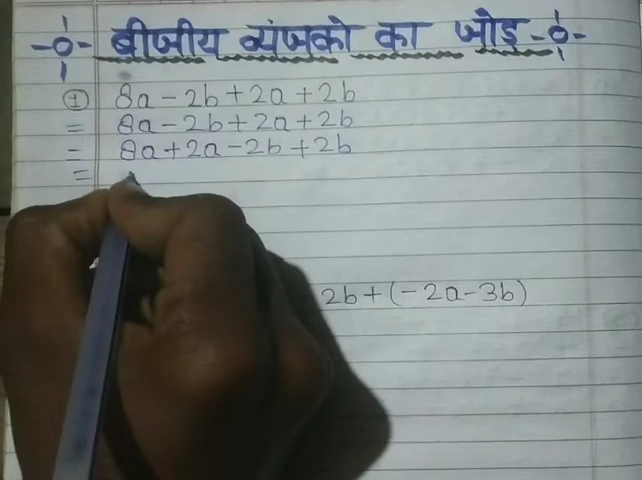 बीजीय व्यंजको का जोड़
① 8a - 2b + 2a + 2b
= 8a - 2b + 2a + 2b
= 8a + 2a - 2b + 2b
=
2b + (-2a - 3b)